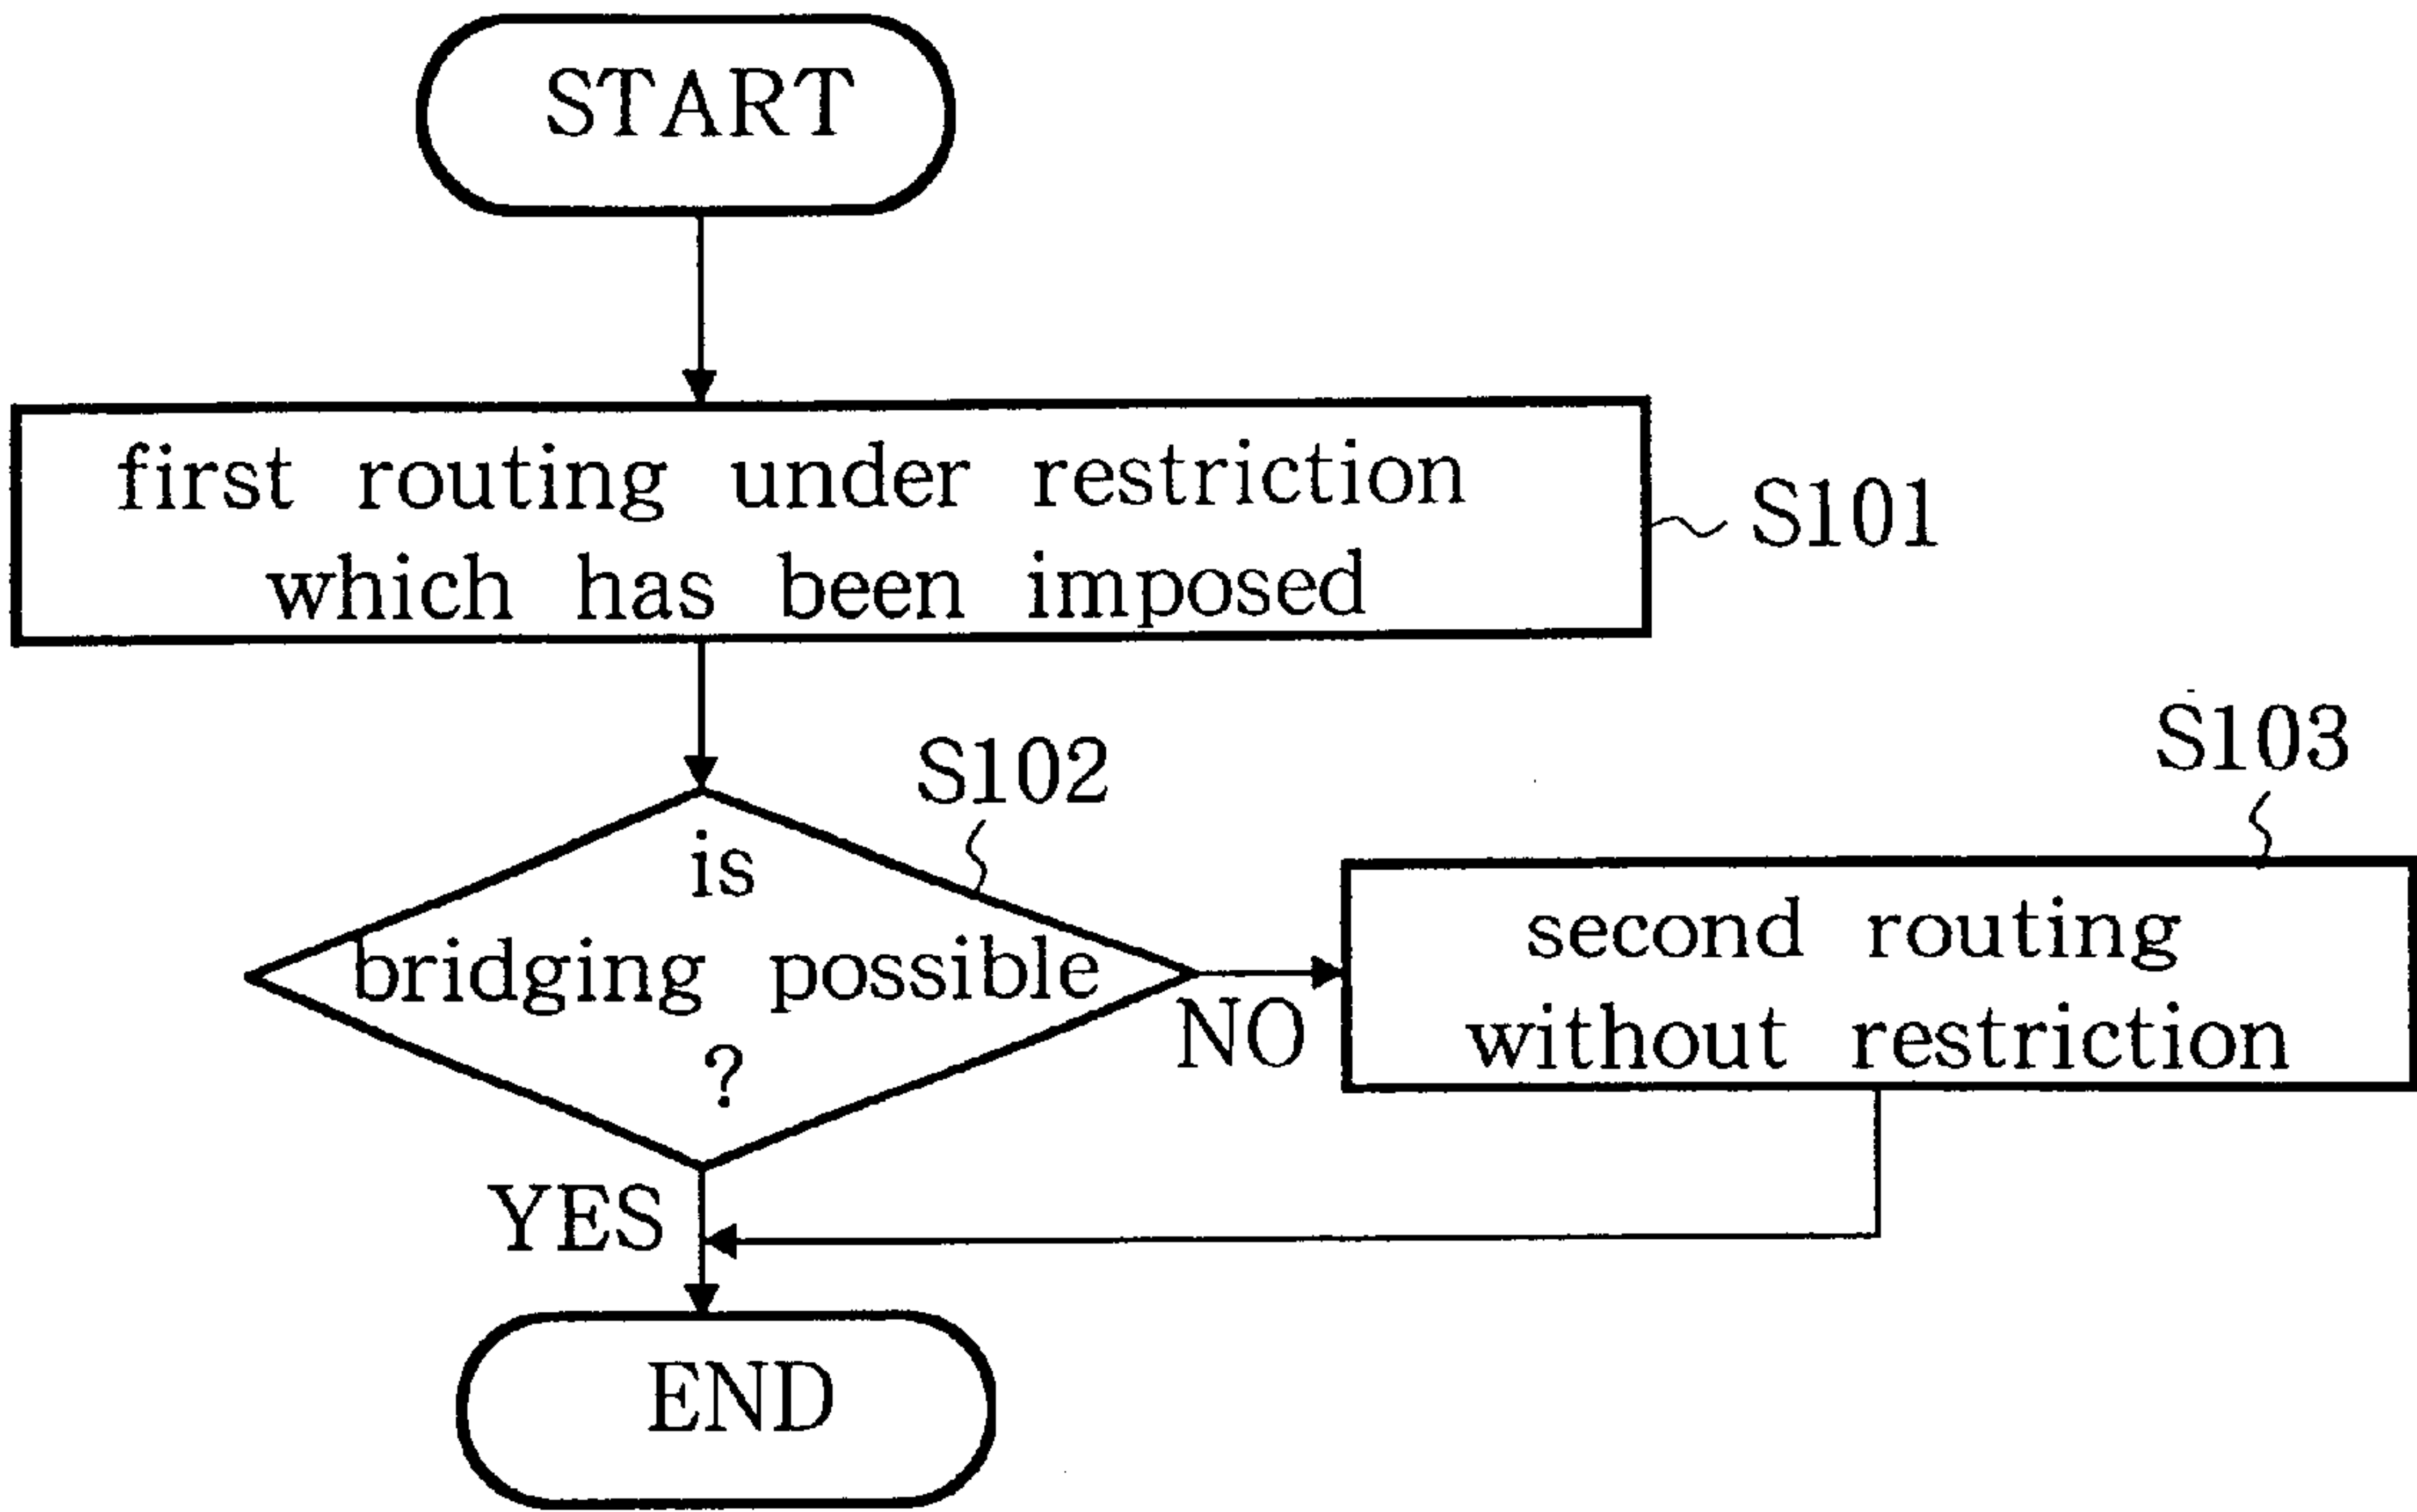 START
first routing under restriction
which has been imposed
S101
S102
is
bridging possible
?
NO
YES
S103
second routing
without restriction
END